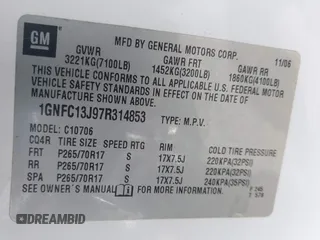 GM
MFD BY GENERAL MOTORS CORP.
GVWR GAWR FRT GAWR RR 11/06
3221KG(7100LB) 1452KG(3200LB) 1860KG(4100LB)
THIS VEHICLE CONFORMS TO ALL APPLICABLE U.S. FEDERAL MOTOR
VEHICLE SAFETY STANDARDS IN EFFECT ON THE DATE OF
MANUFACTURE SHOWN ABOVE.
1GNFC13J97R314853 TYPE: M.P.V.
MODEL: C10706
CQ4R TIRE SIZE SPEED RTG RIM COLD TIRE PRESSURE
FRT P265/70R17 S 17X7.5J 220KPA(32PSI)
RR P265/70R17 S 17X7.5J 220KPA(32PSI)
SPA P265/70R17 S 17X7.5J 240KPA(35PSI)
SEE OWNER'S MANUAL FOR MORE INFORMATION.
DREAMBID